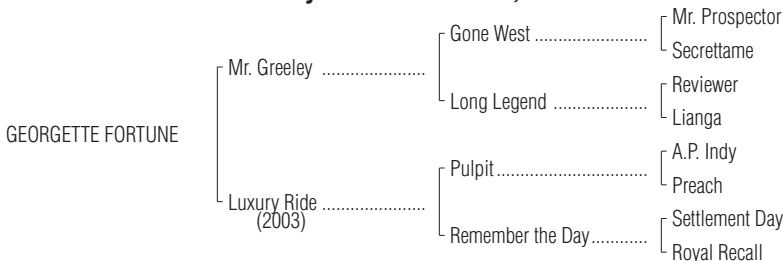 Mr. Prospector
Gone West ........................
Secrettame
Mr. Greeley ......................
Reviewer
Long Legend ....................
Lianga
GEORGETTE FORTUNE
A.P. Indy
Pulpit................................
Preach
Luxury Ride ......................
(2003)
Settlement Day
Remember the Day............
Royal Recall